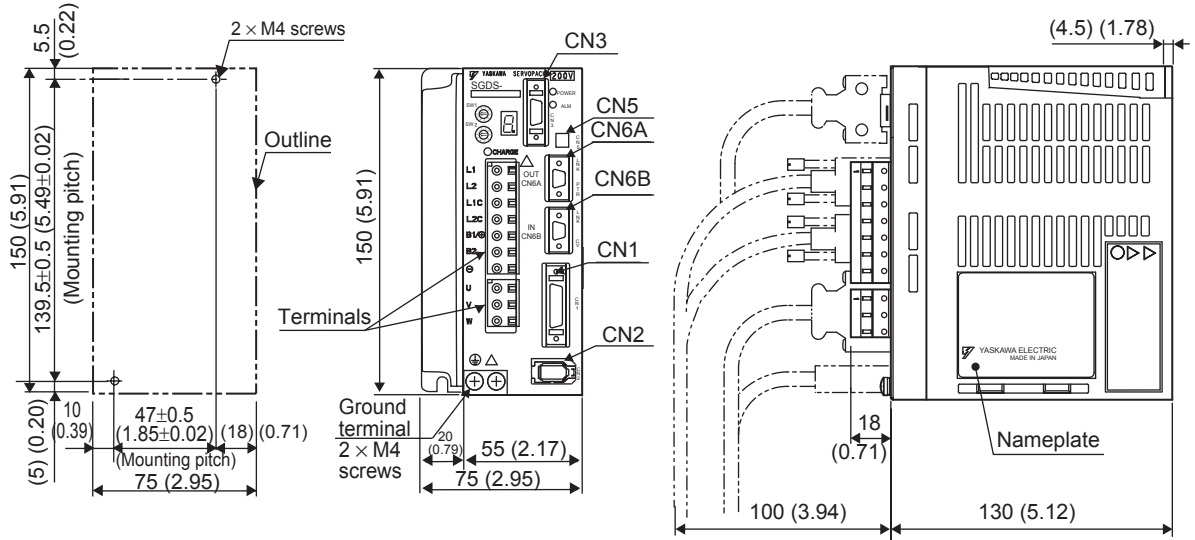 5.5
(0.22)
2 × M4 screws
Outline
150 (5.91)
139.5±0.5 (5.49±0.02)
(Mounting pitch)
(5) (0.20)
10
(0.39)
47±0.5
(1.85±0.02)
(Mounting pitch)
(18)
(0.71)
75 (2.95)
CN3
CN5
CN6A
CN6B
CN1
CN2
YASKAWA SERVOPACK 200V
SGDS-
POWER
ALM
SW1
CHARGE
L1
L2
L1C
L2C
B1/⊕
B2
⊖
U
V
W
OUT
CN6A
IN
CN6B
150 (5.91)
Terminals
Ground
terminal
2 × M4
screws
20
(0.79)
55 (2.17)
75 (2.95)
(4.5) (1.78)
YASKAWA ELECTRIC
MADE IN JAPAN
Nameplate
18
(0.71)
100 (3.94)
130 (5.12)